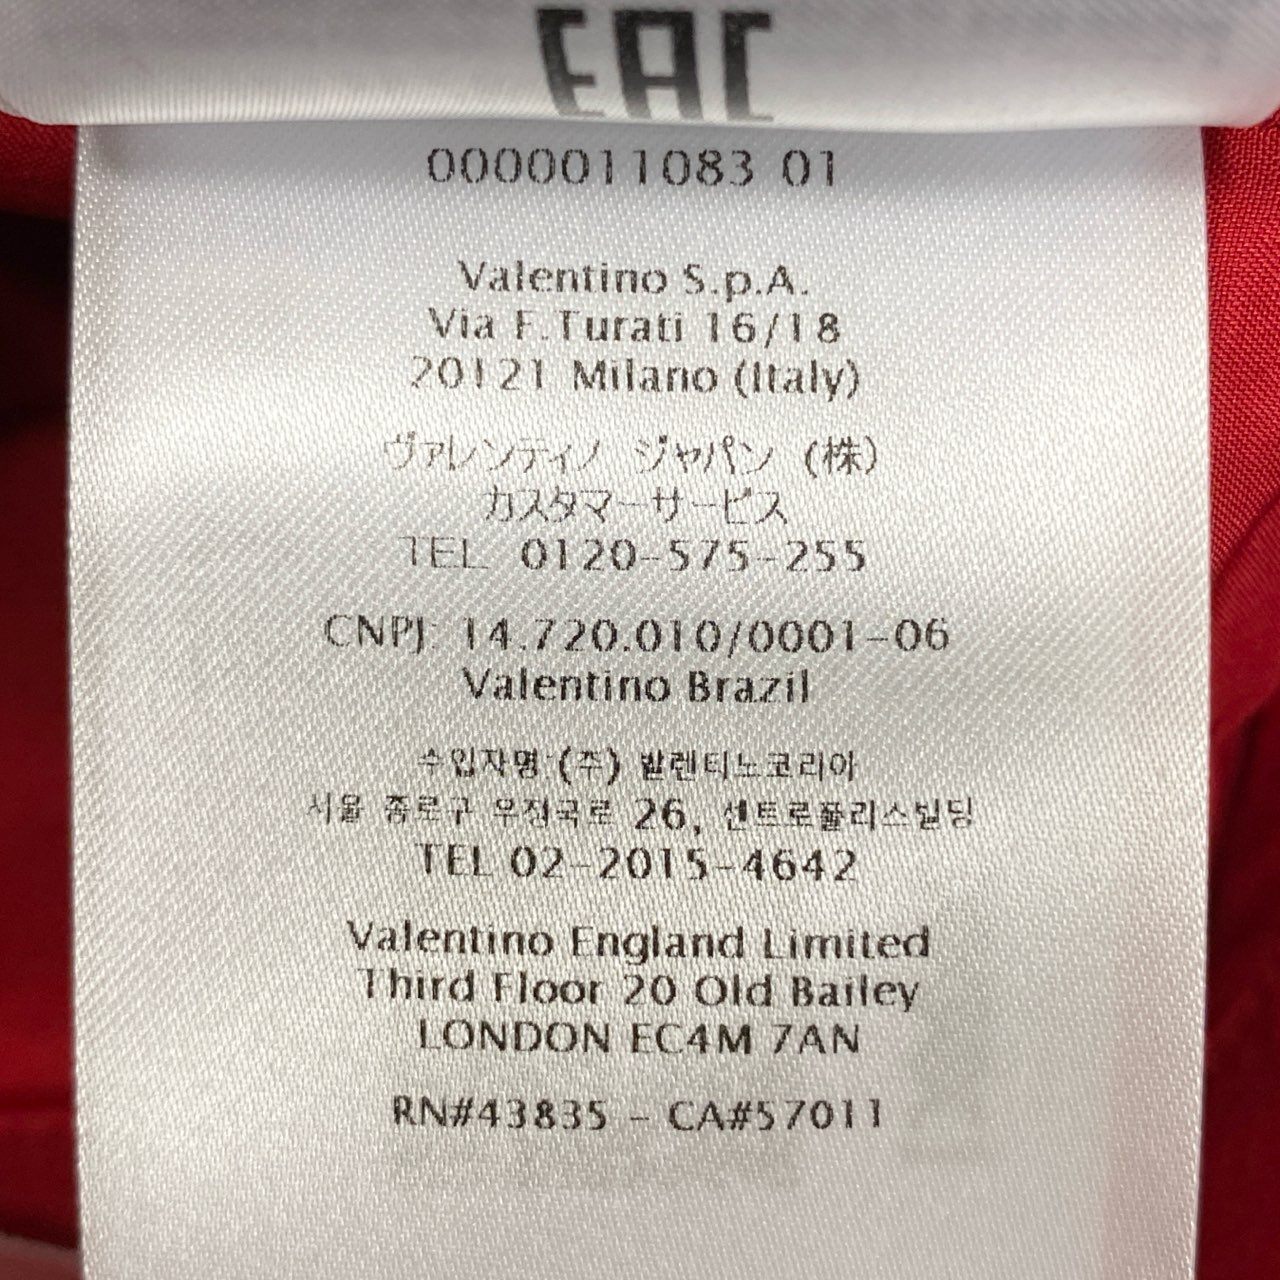 EAC
0000011083 01
Valentino S.p.A.
Via F.Turati 16/18
20121 Milano (Italy)
ヴァレンティノ ジャパン (株)
カスタマーサービス
TEL 0120-575-255
CNPJ: 14.720.010/0001-06
Valentino Brazil
수입자명:(주) 발렌티노코리아
서울 종로구 우정국로 26, 센트로폴리스빌딩
TEL 02-2015-4642
Valentino England Limited
Third Floor 20 Old Bailey
LONDON EC4M 7AN
RN#43835 - CA#57011